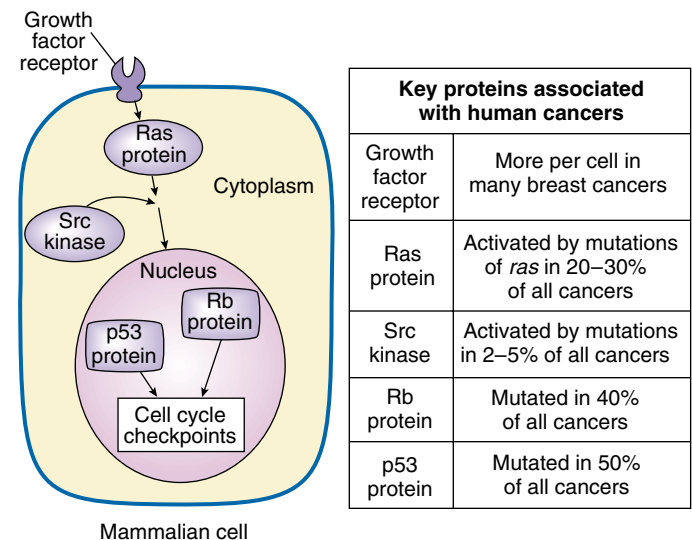 Growth
factor
receptor
Ras
protein
Cytoplasm
Src
kinase
Nucleus
Rb
protein
p53
protein
Cell cycle
checkpoints
Mammalian cell
Key proteins associated
with human cancers
Growth
factor
receptor
More per cell in
many breast cancers
Ras
protein
Activated by mutations
of ras in 20–30%
of all cancers
Src
kinase
Activated by mutations
in 2–5% of all cancers
Rb
protein
Mutated in 40%
of all cancers
p53
protein
Mutated in 50%
of all cancers